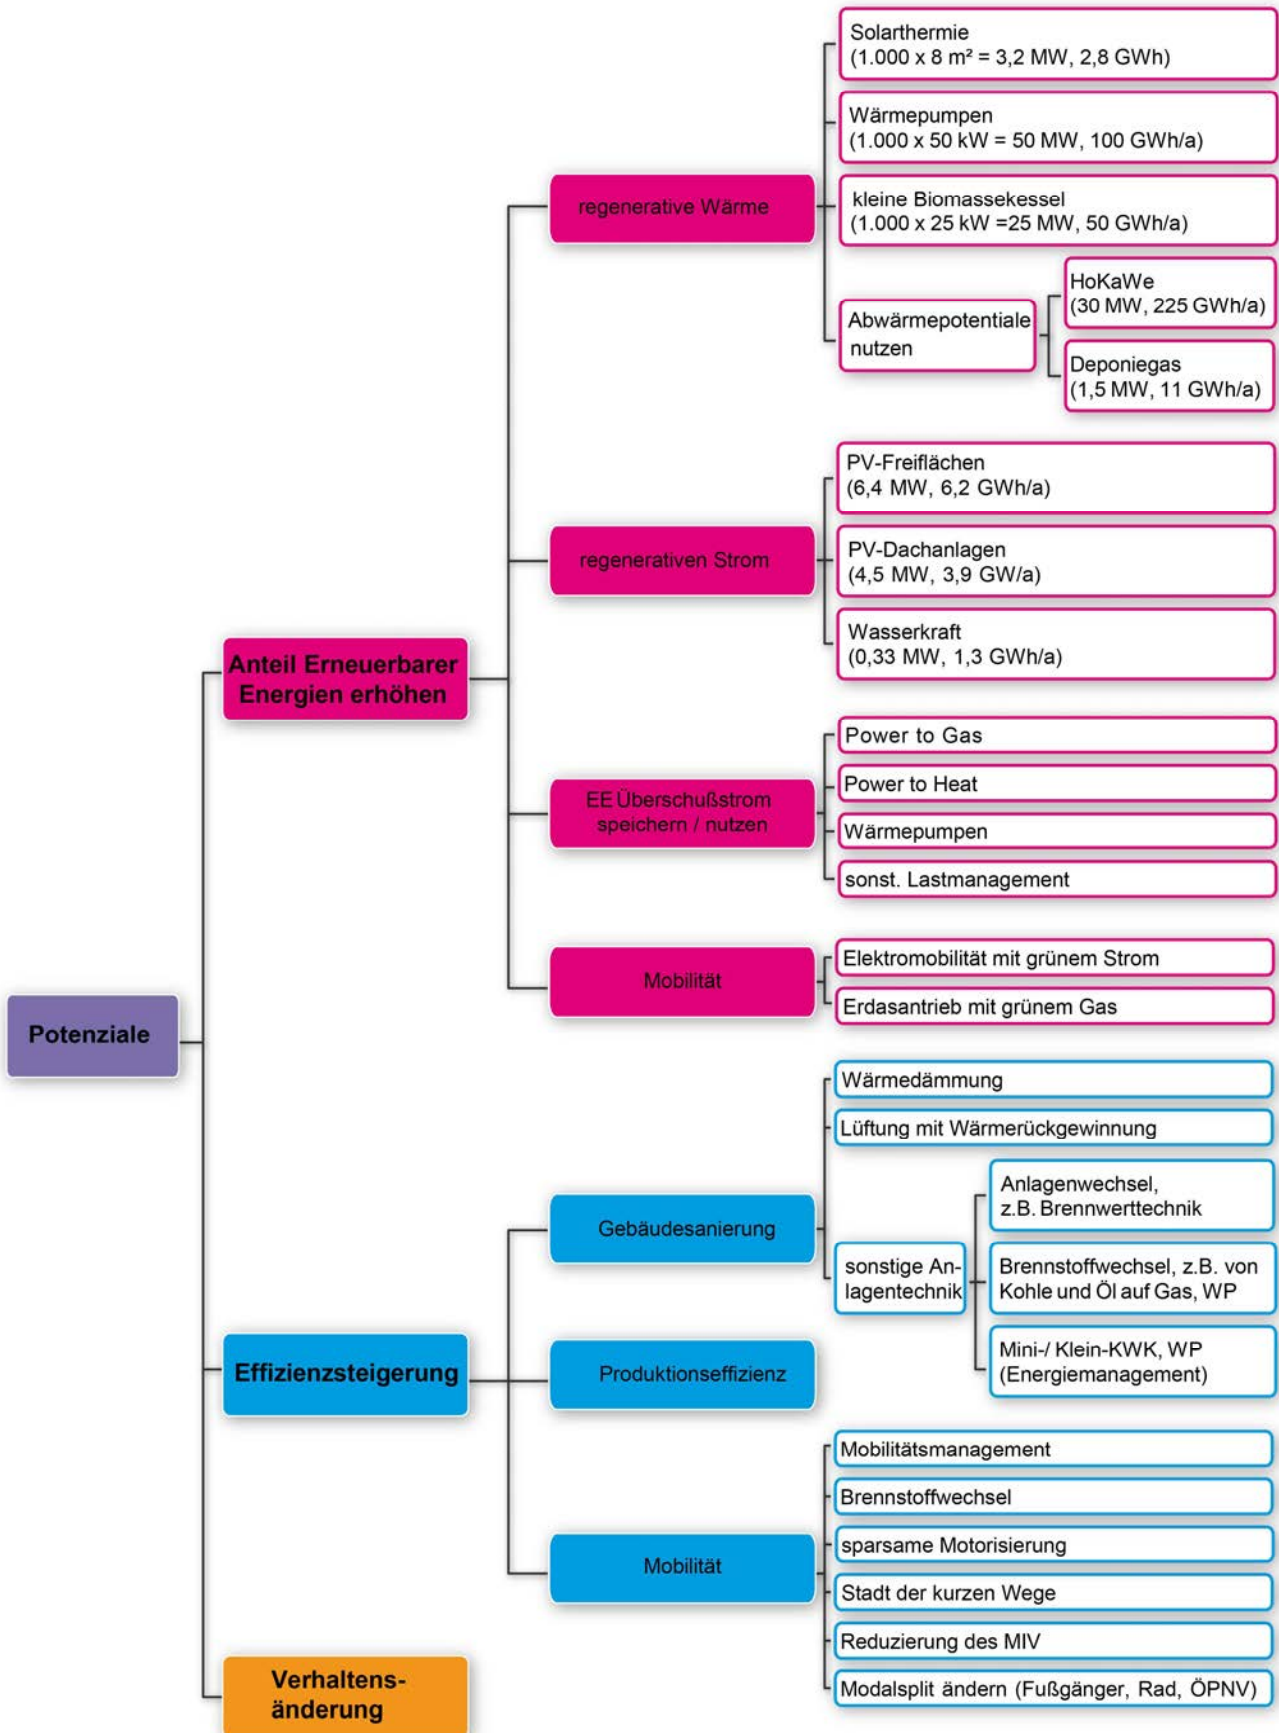 Potenziale
Anteil Erneuerbarer
Energien erhöhen
regenerative Wärme
Solarthermie
(1.000 x 8 m² = 3,2 MW, 2,8 GWh)
Wärmepumpen
(1.000 x 50 kW = 50 MW, 100 GWh/a)
kleine Biomassekessel
(1.000 x 25 kW =25 MW, 50 GWh/a)
Abwärmepotentiale
nutzen
HoKaWe
(30 MW, 225 GWh/a)
Deponiegas
(1,5 MW, 11 GWh/a)
regenerativen Strom
PV-Freiflächen
(6,4 MW, 6,2 GWh/a)
PV-Dachanlagen
(4,5 MW, 3,9 GW/a)
Wasserkraft
(0,33 MW, 1,3 GWh/a)
EE Überschußstrom
speichern / nutzen
Power to Gas
Power to Heat
Wärmepumpen
sonst. Lastmanagement
Mobilität
Elektromobilität mit grünem Strom
Erdasantrieb mit grünem Gas
Effizienzsteigerung
Gebäudesanierung
Wärmedämmung
Lüftung mit Wärmerückgewinnung
sonstige An-
lagentechnik
Anlagenwechsel,
z.B. Brennwerttechnik
Brennstoffwechsel, z.B. von
Kohle und Öl auf Gas, WP
Mini-/ Klein-KWK, WP
(Energiemanagement)
Produktionseffizienz
Mobilität
Mobilitätsmanagement
Brennstoffwechsel
sparsame Motorisierung
Stadt der kurzen Wege
Reduzierung des MIV
Modalsplit ändern (Fußgänger, Rad, ÖPNV)
Verhaltens-
änderung